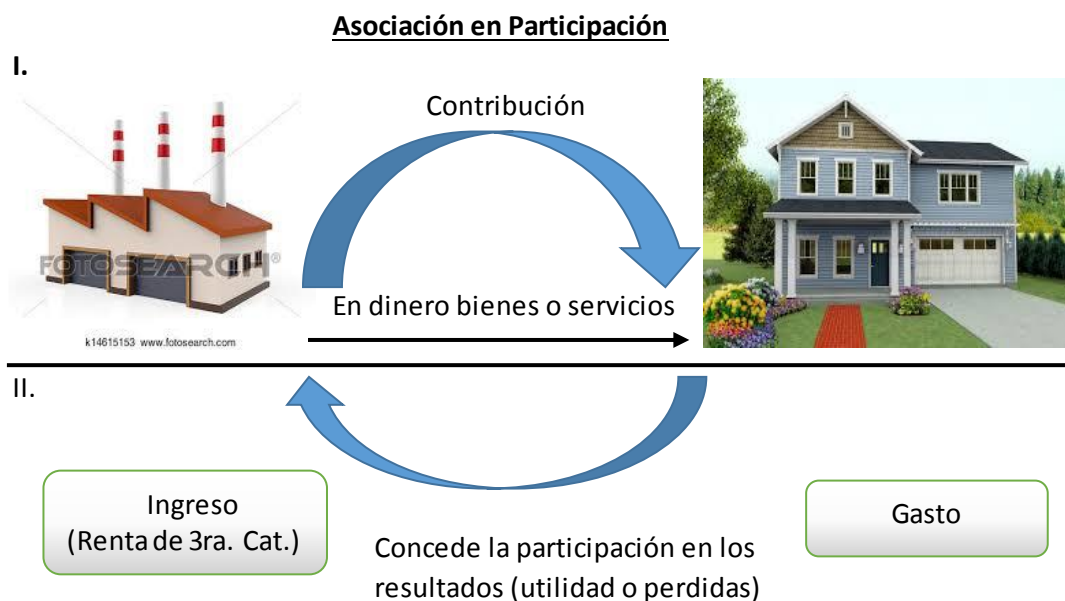 Asociación en Participación
I.
Contribución
FOTOSEARCH®
En dinero bienes o servicios
k14615153 www.fotosearch.com
II.
Ingreso
(Renta de 3ra. Cat.)
Gasto
Concede la participación en los
resultados (utilidad o perdidas)